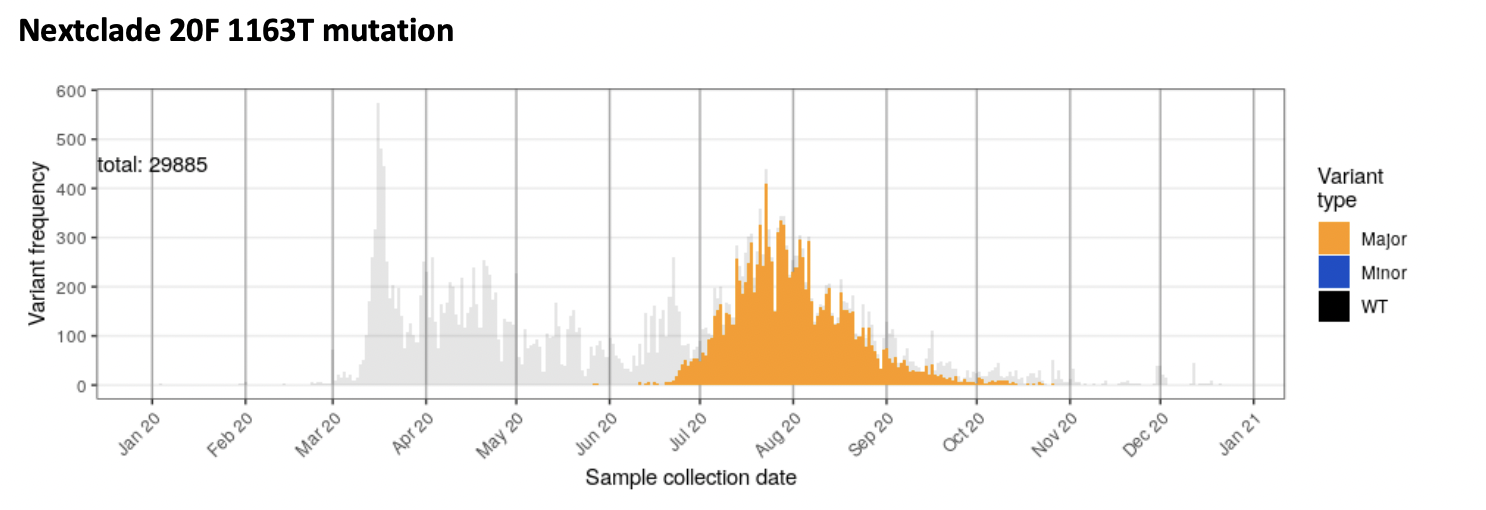 Nextclade 20F 1163T mutation
600
500
400
300
200
100
0
total: 29885
Variant frequency
Jan 20
Feb 20
Mar 20
Apr 20
May 20
Jun 20
Jul 20
Aug 20
Sep 20
Oct 20
Nov 20
Dec 20
Jan 21
Sample collection date
Variant
type
Major
Minor
WT